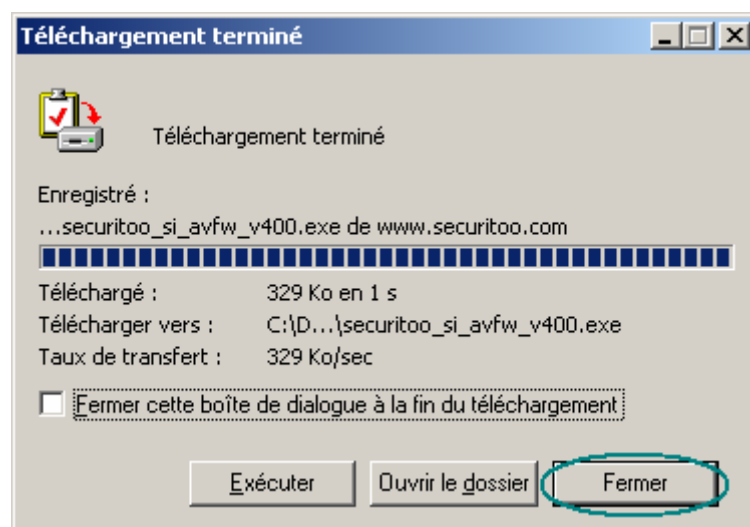 Téléchargement terminé
Téléchargement terminé
Enregistré :
...securitoo_si_avfw_v400.exe de www.securitoo.com
Téléchargé : 329 Ko en 1 s
Télécharger vers : C:\D...\securitoo_si_avfw_v400.exe
Taux de transfert : 329 Ko/sec
Fermer cette boîte de dialogue à la fin du téléchargement
Exécuter Ouvrir le dossier Fermer